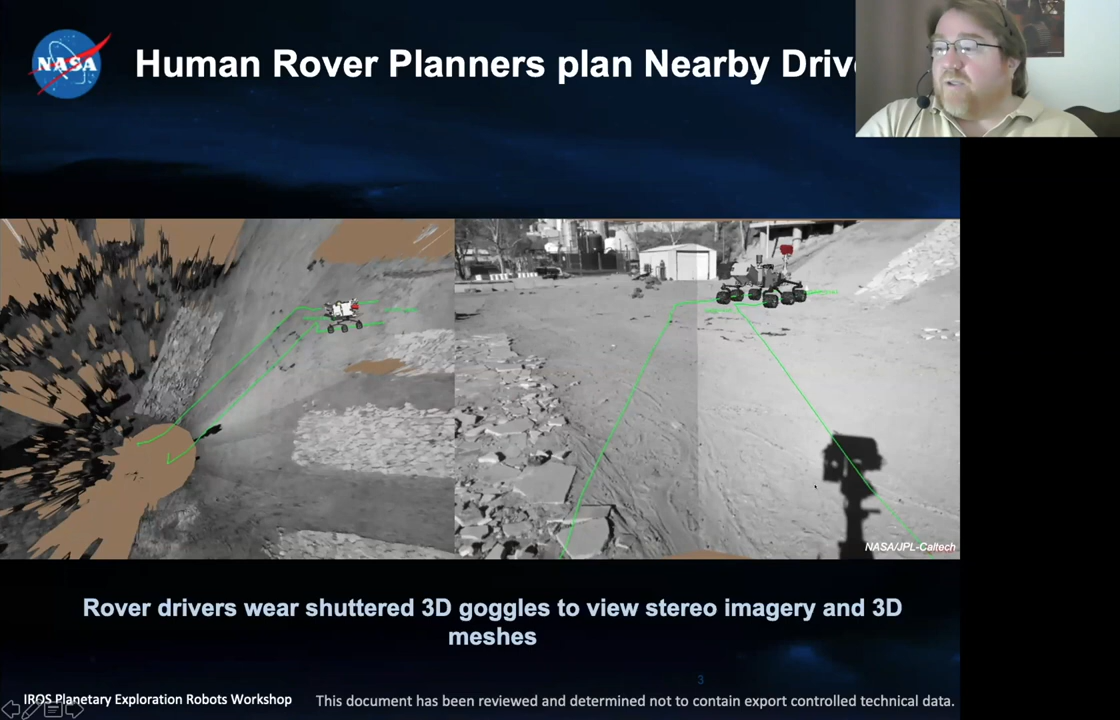 NASA
Human Rover Planners plan Nearby Driv
NASA/JPL-Caltech
Rover drivers wear shuttered 3D goggles to view stereo imagery and 3D
meshes
3
IROS Planetary Exploration Robots Workshop
This document has been reviewed and determined not to contain export controlled technical data.